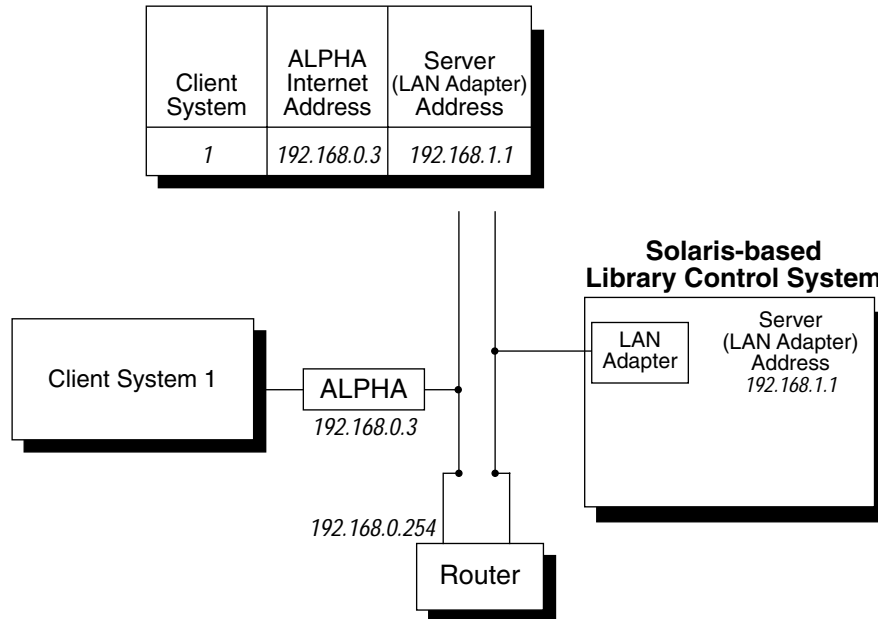 Client
System
ALPHA
Internet
Address
Server
(LAN Adapter)
Address
1
192.168.0.3
192.168.1.1
Solaris-based
Library Control System
LAN
Adapter
Server
(LAN Adapter)
Address
192.168.1.1
Client System 1
ALPHA
192.168.0.3
192.168.0.254
Router